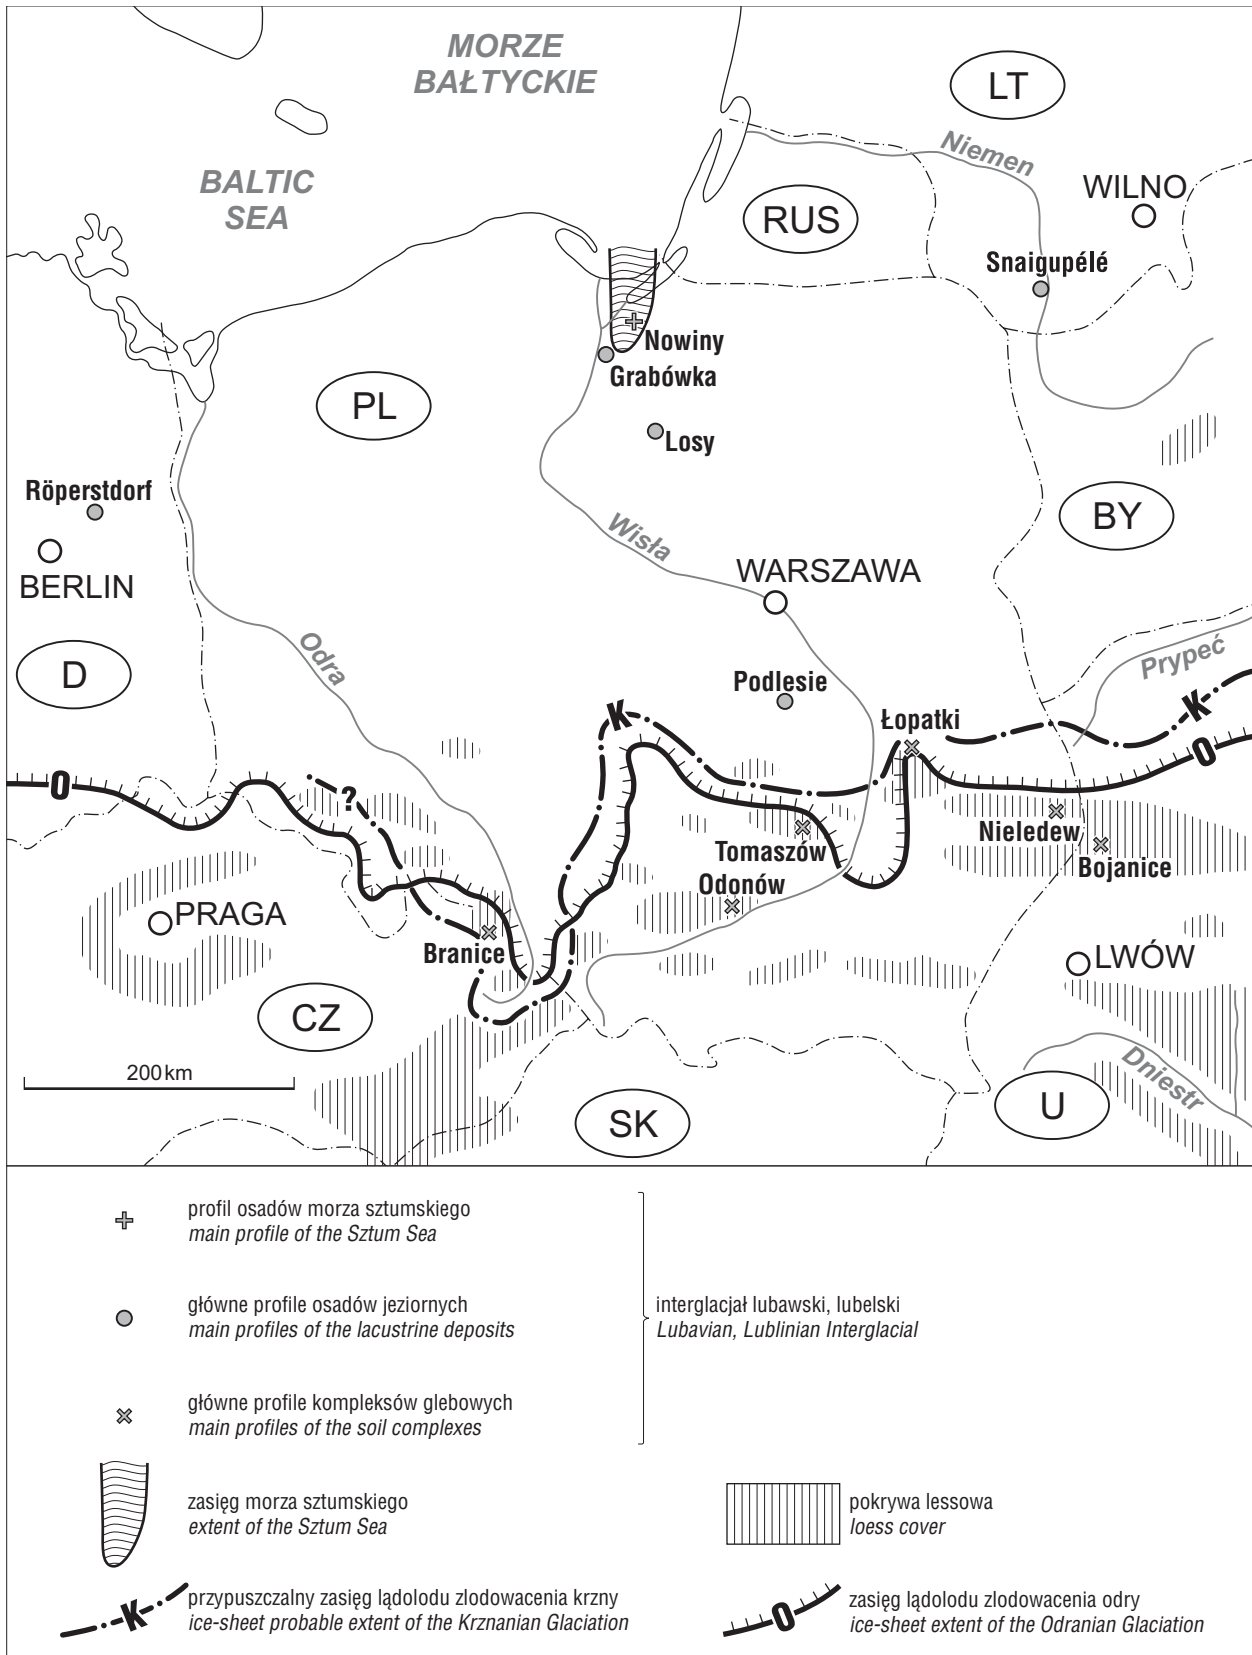 MORZE
BAŁTYCKIE
LT
Niemen
WILNO
BALTIC
SEA
RUS
Snaigupélé
Nowiny
Grabówka
PL
Losy
Röperstdorf
BY
Wisła
BERLIN
WARSZAWA
Odra
Prypeć
D
Podlesie
K
K
Łopatki
O
O
?
Nieledew
Tomaszów
Bojanice
Odonów
PRAGA
Branice
LWÓW
CZ
200 km
Dniestr
U
SK
profil osadów morza sztumskiego
main profile of the Sztum Sea
główne profile osadów jeziornych
main profiles of the lacustrine deposits
interglacjał lubawski, lubelski
Lubavian, Lublinian Interglacial
główne profile kompleksów glebowych
main profiles of the soil complexes
zasięg morza sztumskiego
extent of the Sztum Sea
pokrywa lessowa
loess cover
K
przypuszczalny zasięg lądolodu zlodowacenia krzny
ice-sheet probable extent of the Krznanian Glaciation
O
zasięg lądolodu zlodowacenia odry
ice-sheet extent of the Odranian Glaciation